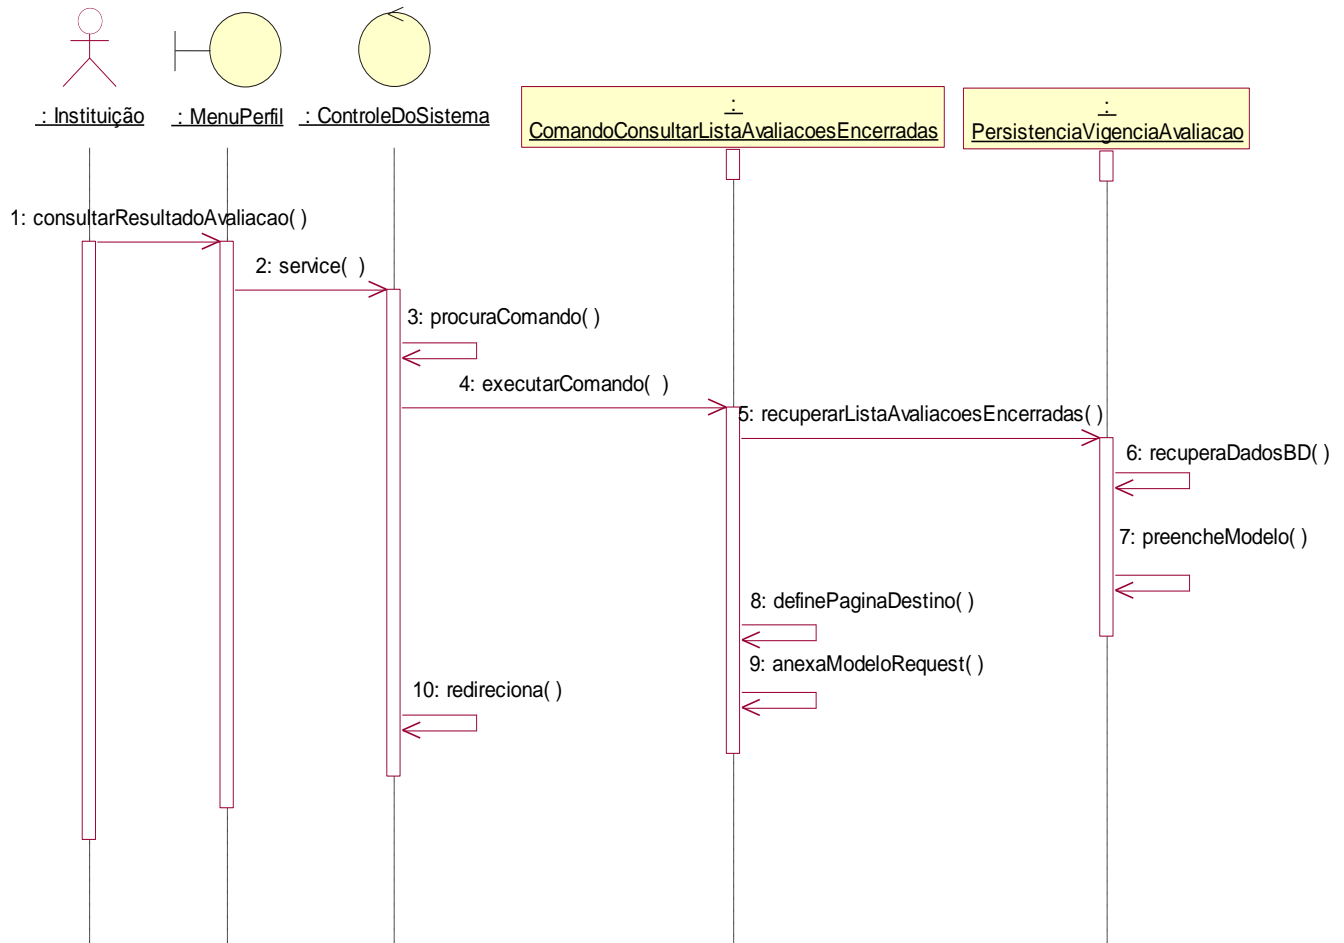 : Instituição
: MenuPerfil
: ControleDoSistema
:
ComandoConsultarListaAvaliacoesEncerradas
:
PersistenciaVigenciaAvaliacao
1: consultarResultadoAvaliacao( )
2: service(  )
3: procuraComando( )
4: executarComando(  )
5: recuperarListaAvaliacoesEncerradas( )
6: recuperaDadosBD( )
7: preencheModelo( )
8: definePaginaDestino( )
9: anexaModeloRequest( )
10: redireciona( )